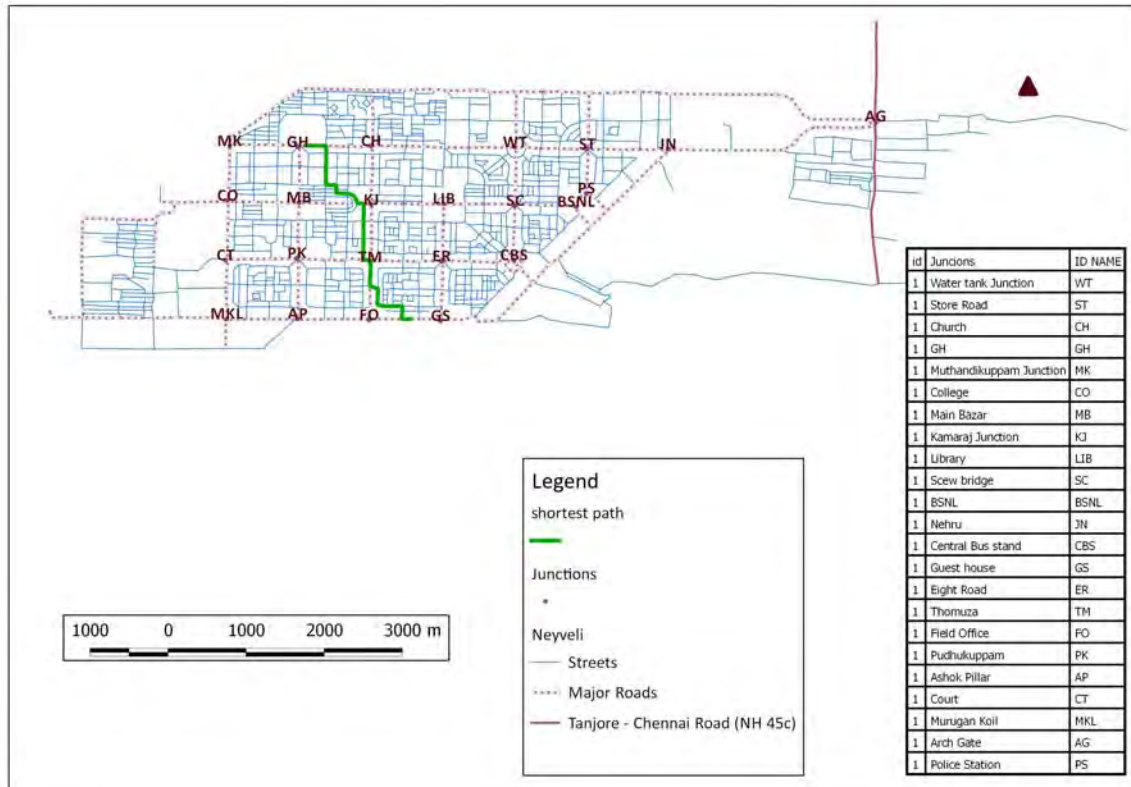 AG
MK
GH
CH
WT
ST
JN
PS
CO
MB
KJ
LIB
SC
BSNL
CT
PK
TM
ER
CBS
MKL
AP
FO
GS
id Juncions ID NAME
1 Water tank Junction WT
1 Store Road ST
1 Church CH
1 GH GH
1 Muthandikuppam Junction MK
1 College CO
1 Main Bazar MB
1 Kamaraj Junction KJ
1 Library LIB
1 Scew bridge SC
1 BSNL BSNL
1 Nehru JN
1 Central Bus stand CBS
1 Guest house GS
1 Eight Road ER
1 Thomuza TM
1 Field Office FO
1 Pudhukuppam PK
1 Ashok Pillar AP
1 Court CT
1 Murugan Koil MKL
1 Arch Gate AG
1 Police Station PS
Legend
shortest path
Junctions
Neyveli
Streets
Major Roads
Tanjore - Chennai Road (NH 45c)
1000 0 1000 2000 3000 m